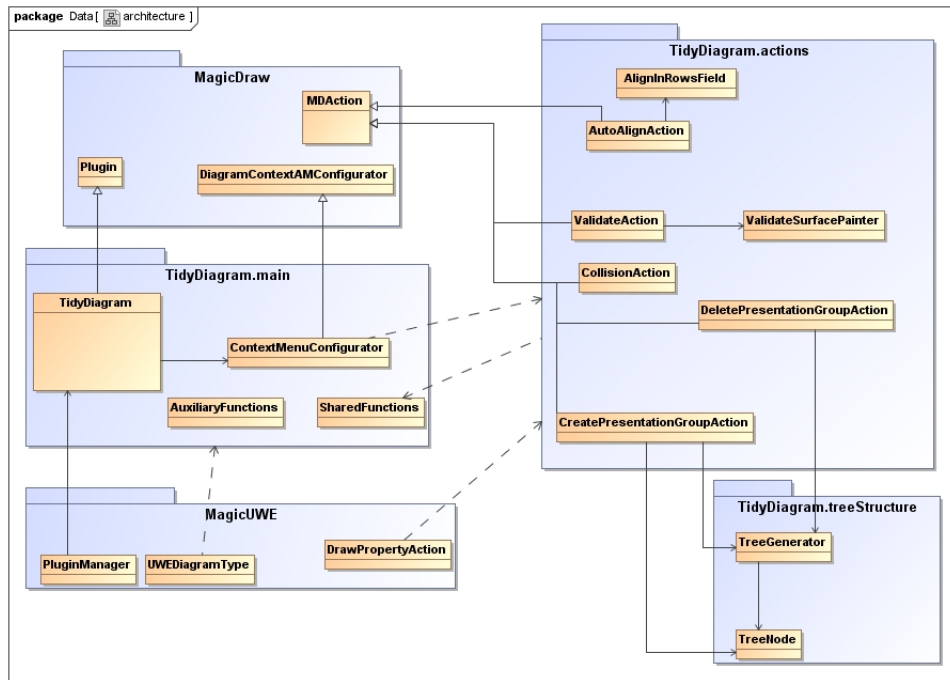 package Data[ architecture ]
MagicDraw
MDAction
Plugin
DiagramContextAMConfigurator
TidyDiagram.main
TidyDiagram
ContextMenuConfigurator
AuxiliaryFunctions
SharedFunctions
MagicUWE
PluginManager
UWEDiagramType
DrawPropertyAction
TidyDiagram.actions
AlignInRowsField
AutoAlignAction
ValidateAction
ValidateSurfacePainter
CollisionAction
DeletePresentationGroupAction
CreatePresentationGroupAction
TidyDiagram.treeStructure
TreeGenerator
TreeNode